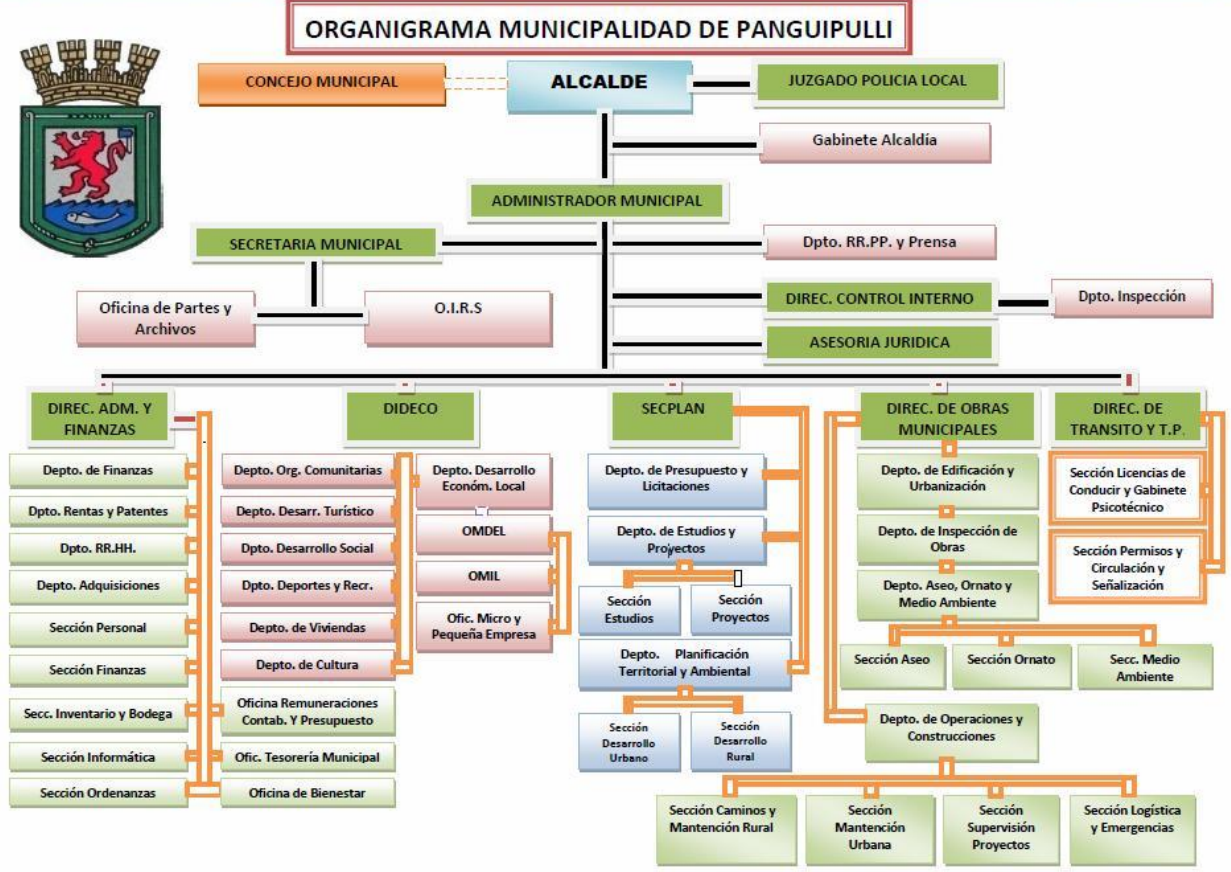 ORGANIGRAMA MUNICIPALIDAD DE PANGUIPULLI
CONCEJO MUNICIPAL
ALCALDE
JUZGADO POLICIA LOCAL
Gabinete Alcaldía
ADMINISTRADOR MUNICIPAL
SECRETARIA MUNICIPAL
Dpto. RR.PP. y Prensa
Oficina de Partes y
Archivos
O.I.R.S
DIREC. CONTROL INTERNO
Dpto. Inspección
ASESORIA JURIDICA
DIREC. ADM. Y
FINANZAS
Depto. de Finanzas
Dpto. Rentas y Patentes
Dpto. RR.HH.
Depto. Adquisiciones
Sección Personal
Sección Finanzas
Secc. Inventario y Bodega
Sección Informática
Sección Ordenanzas
Oficina Remuneraciones
Contab. Y Presupuesto
Ofic. Tesorería Municipal
Oficina de Bienestar
DIDECO
Depto. Org. Comunitarias
Depto. Desarr. Turístico
Dpto. Desarrollo Social
Dpto. Deportes y Recr.
Depto. de Viviendas
Depto. de Cultura
Depto. Desarrollo
Económ. Local
OMDEL
OMIL
Ofic. Micro y
Pequeña Empresa
SECPLAN
Depto. de Presupuesto y
Licitaciones
Depto. de Estudios y
Proyectos
Sección
Estudios
Sección
Proyectos
Depto. Planificación
Territorial y Ambiental
Sección
Desarrollo
Urbano
Sección
Desarrollo
Rural
DIREC. DE OBRAS
MUNICIPALES
Depto. de Edificación y
Urbanización
Depto. de Inspección de
Obras
Depto. Aseo, Ornato y
Medio Ambiente
Sección Aseo
Sección Ornato
Secc. Medio
Ambiente
Depto. de Operaciones y
Construcciones
Sección Caminos y
Mantención Rural
Sección
Mantención
Urbana
Sección
Supervisión
Proyectos
Sección Logística
y Emergencias
DIREC. DE
TRANSITO Y T.P.
Sección Licencias de
Conducir y Gabinete
Psicotécnico
Sección Permisos y
Circulación y
Señalización